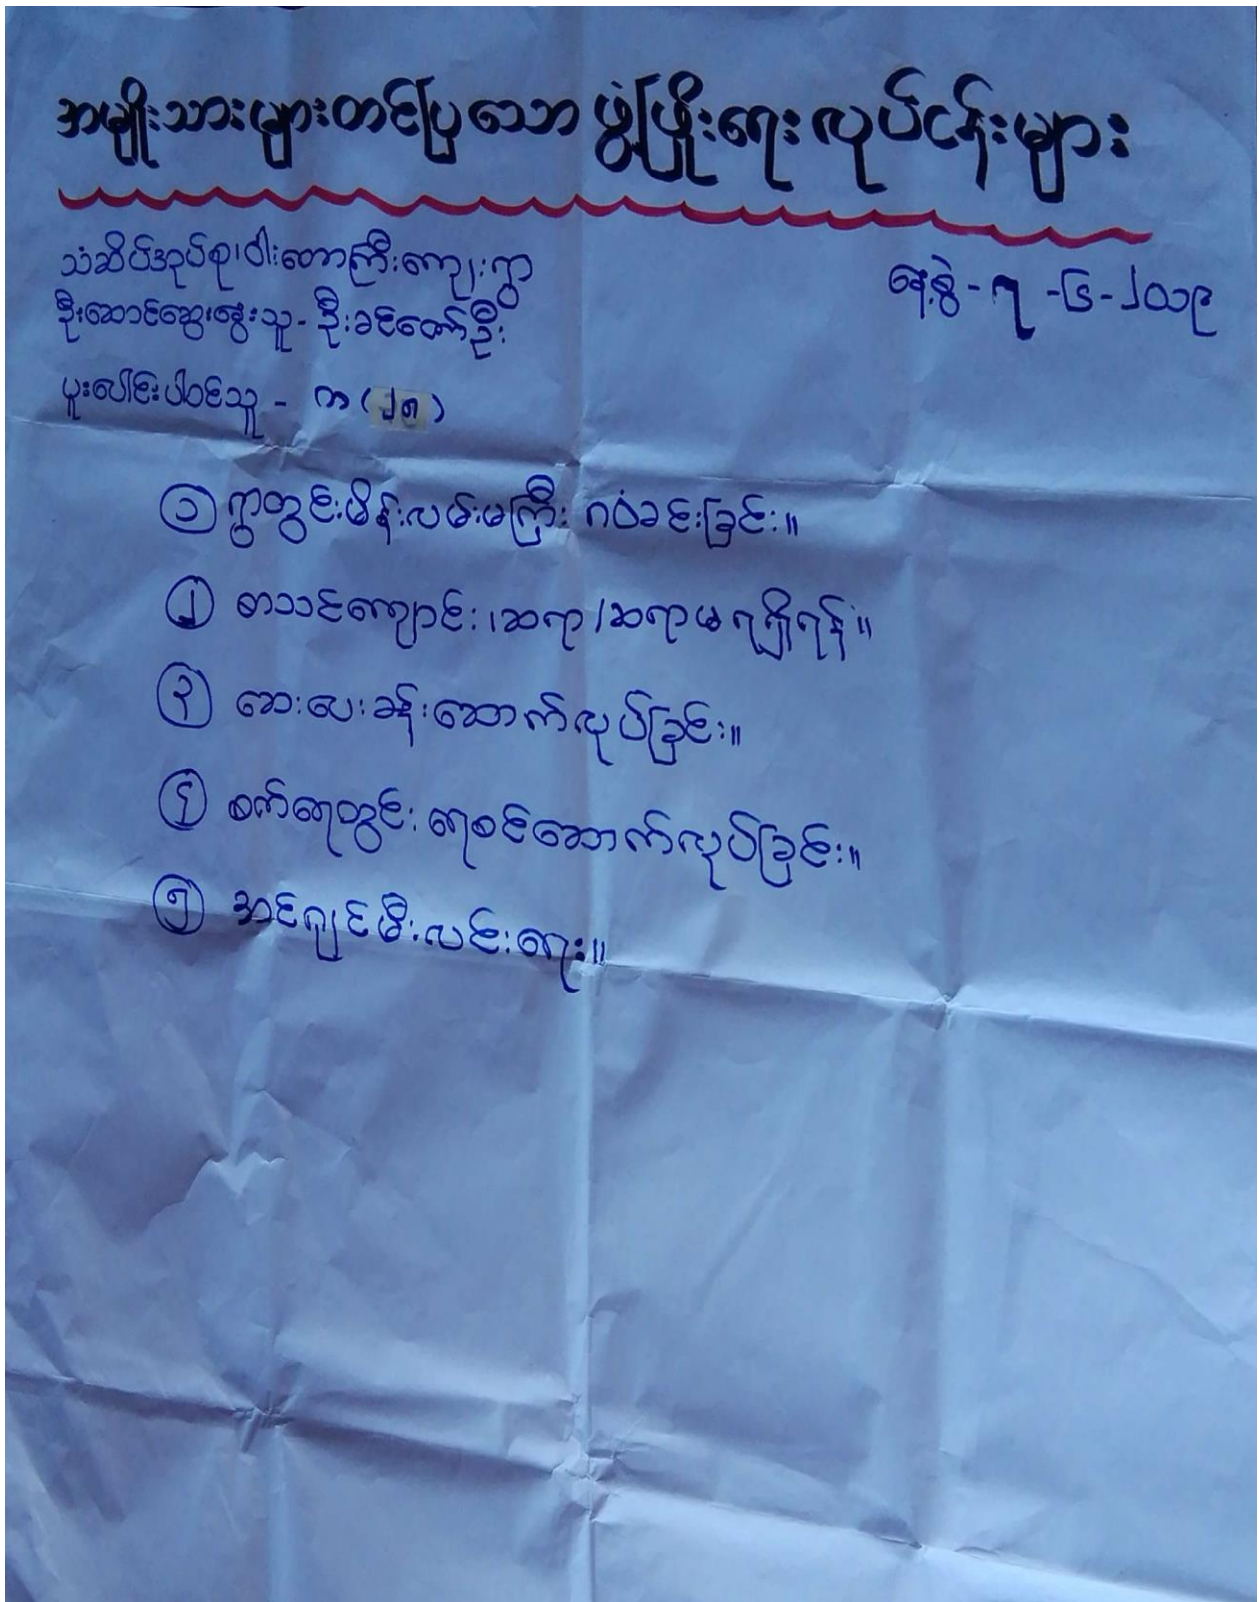 အမျိုးသားများတင်ပြသော ဖွံ့ဖြိုးရေးလုပ်ငန်းများ
သံဆိပ်အုပ်စု၊ဝါးတောကြီးကျေးရွာ
နေ့စွဲ - ၇ - ၆ - ၂၀၁၉
ဦးဆောင်ဆွေးနွေးသူ - ဦးခင်ဇော်ဦး
ပူးပေါင်းပါဝင်သူ - ကာ (၂၈)
၁ ရွာတွင်းမိန်းလမ်းမကြီး ဂဝံခင်းခြင်း။
၂ စာသင်ကျောင်း၊ဆရာ/ဆရာမ ရရှိရန်။
၃ ဆေးပေးခန်းဆောက်လုပ်ခြင်း။
၄ စက်ရေတွင်း ရေစင်ဆောက်လုပ်ခြင်း။
၅ အင်ဂျင်မီးလင်းရေး။